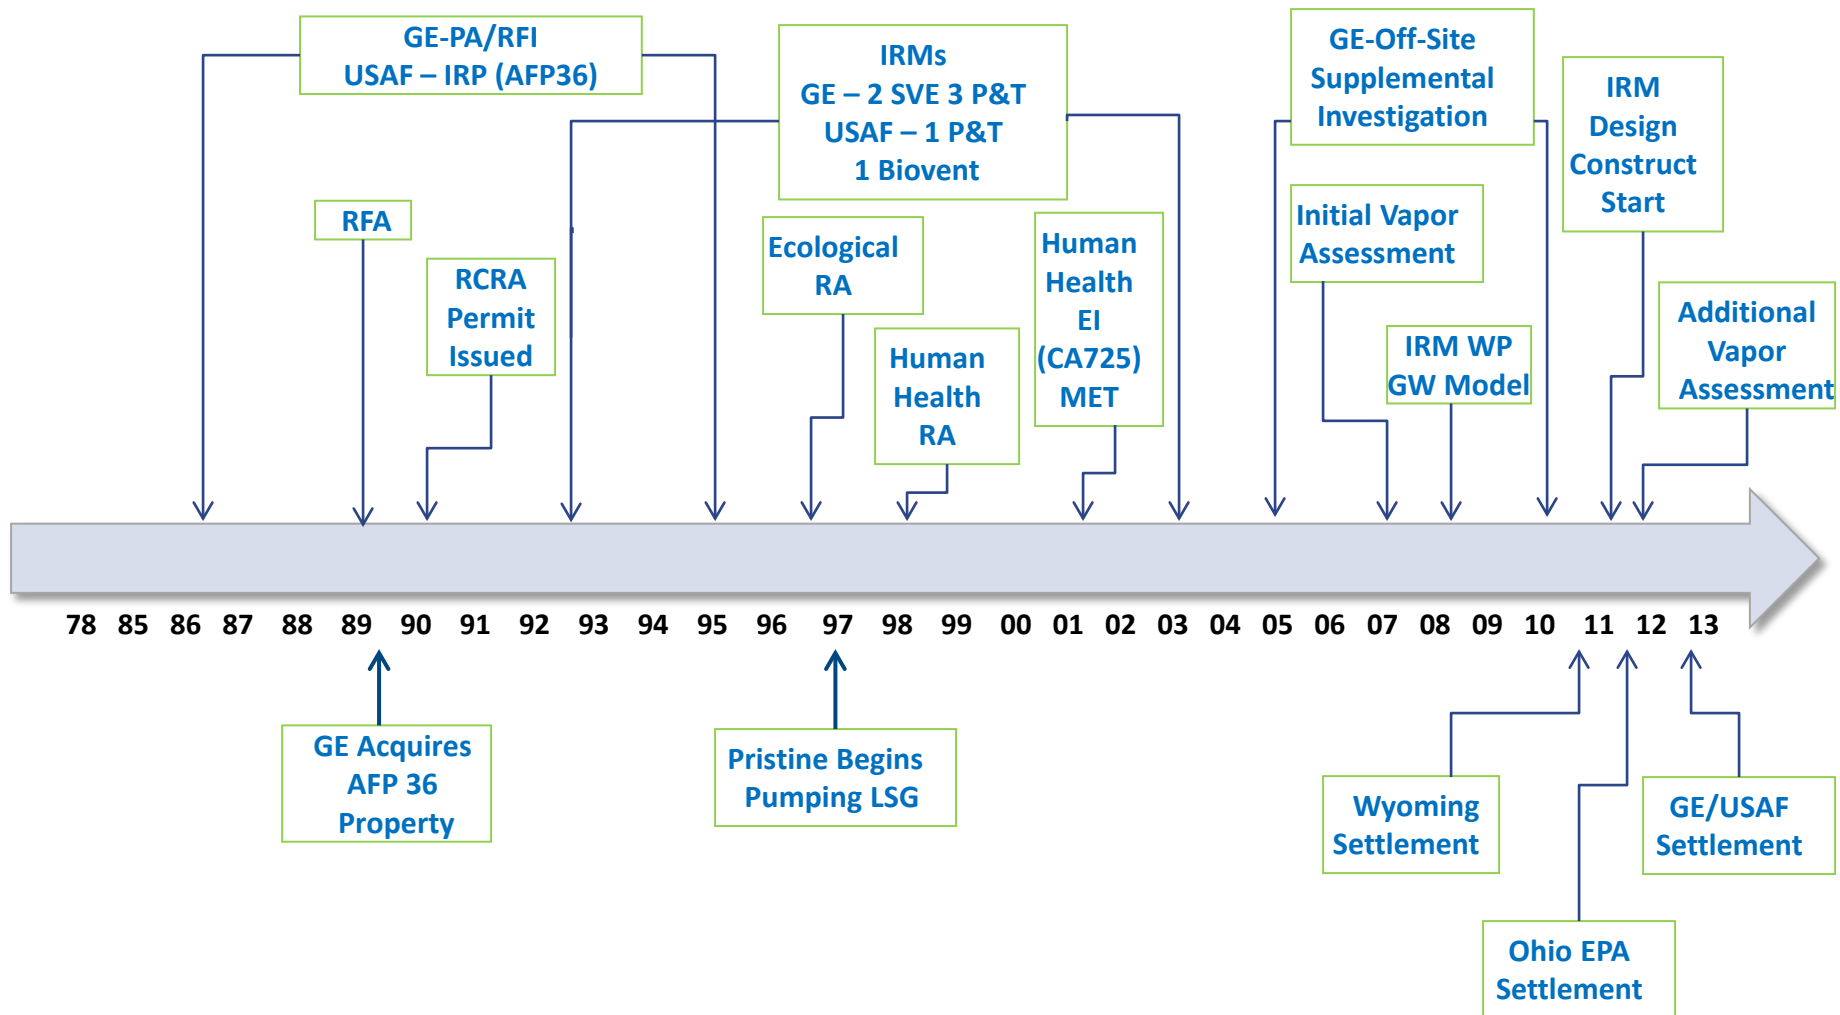 GE-PA/RFI
USAF – IRP (AFP36)
IRMs
GE – 2 SVE 3 P&T
USAF – 1 P&T
1 Biovent
GE-Off-Site
Supplemental
Investigation
IRM
Design
Construct
Start
RFA
RCRA
Permit
Issued
Ecological
RA
Human
Health
RA
Human
Health
EI
(CA725)
MET
Initial Vapor
Assessment
IRM WP
GW Model
Additional
Vapor
Assessment
78 85 86 87 88 89 90 91 92 93 94 95 96 97 98 99 00 01 02 03 04 05 06 07 08 09 10 11 12 13
GE Acquires
AFP 36
Property
Pristine Begins
Pumping LSG
Wyoming
Settlement
Ohio EPA
Settlement
GE/USAF
Settlement